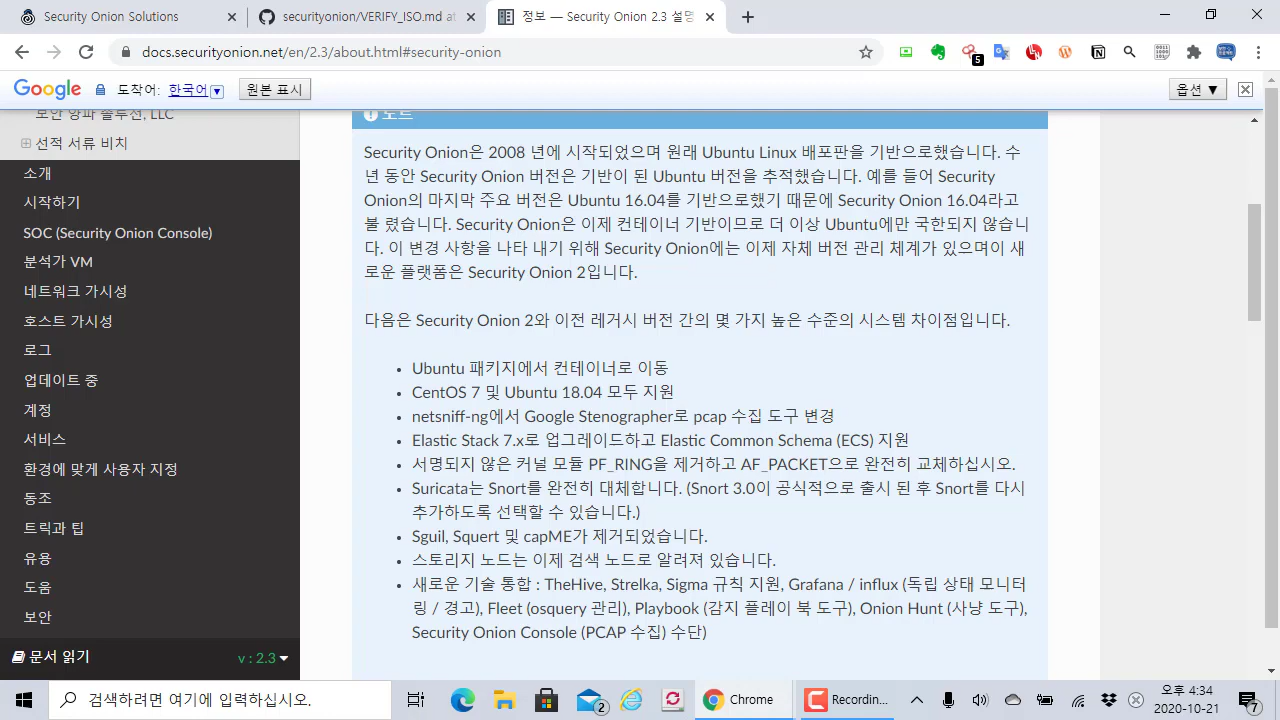 Security Onion Solutions
securityonion/VERIFY_ISO.md at
정보 — Security Onion 2.3 설명
docs.securityonion.net/en/2.3/about.html#security-onion
5
Google 도착어: 한국어 ▼ 원본 표시 옵션 ▼
보안 양파 솔루션, LLC
선적 서류 비치
소개
시작하기
SOC (Security Onion Console)
분석가 VM
네트워크 가시성
호스트 가시성
로그
업데이트 중
계정
서비스
환경에 맞게 사용자 지정
동조
트릭과 팁
유용
도움
보안
문서 읽기 v : 2.3
노트
Security Onion은 2008 년에 시작되었으며 원래 Ubuntu Linux 배포판을 기반으로했습니다. 수
년 동안 Security Onion 버전은 기반이 된 Ubuntu 버전을 추적했습니다. 예를 들어 Security
Onion의 마지막 주요 버전은 Ubuntu 16.04를 기반으로했기 때문에 Security Onion 16.04라고
불 렸습니다. Security Onion은 이제 컨테이너 기반이므로 더 이상 Ubuntu에만 국한되지 않습니
다. 이 변경 사항을 나타 내기 위해 Security Onion에는 이제 자체 버전 관리 체계가 있으며이 새
로운 플랫폼은 Security Onion 2입니다.
다음은 Security Onion 2와 이전 레거시 버전 간의 몇 가지 높은 수준의 시스템 차이점입니다.
• Ubuntu 패키지에서 컨테이너로 이동
• CentOS 7 및 Ubuntu 18.04 모두 지원
• netsniff-ng에서 Google Stenographer로 pcap 수집 도구 변경
• Elastic Stack 7.x로 업그레이드하고 Elastic Common Schema (ECS) 지원
• 서명되지 않은 커널 모듈 PF_RING을 제거하고 AF_PACKET으로 완전히 교체하십시오.
• Suricata는 Snort를 완전히 대체합니다. (Snort 3.0이 공식적으로 출시 된 후 Snort를 다시
추가하도록 선택할 수 있습니다.)
• Sguil, Squert 및 capME가 제거되었습니다.
• 스토리지 노드는 이제 검색 노드로 알려져 있습니다.
• 새로운 기술 통합 : TheHive, Strelka, Sigma 규칙 지원, Grafana / influx (독립 상태 모니터
링 / 경고), Fleet (osquery 관리), Playbook (감지 플레이 북 도구), Onion Hunt (사냥 도구),
Security Onion Console (PCAP 수집) 수단)
검색하려면 여기에 입력하십시오.
2
Chrome
Recordin...
오후 4:34
2020-10-21
7